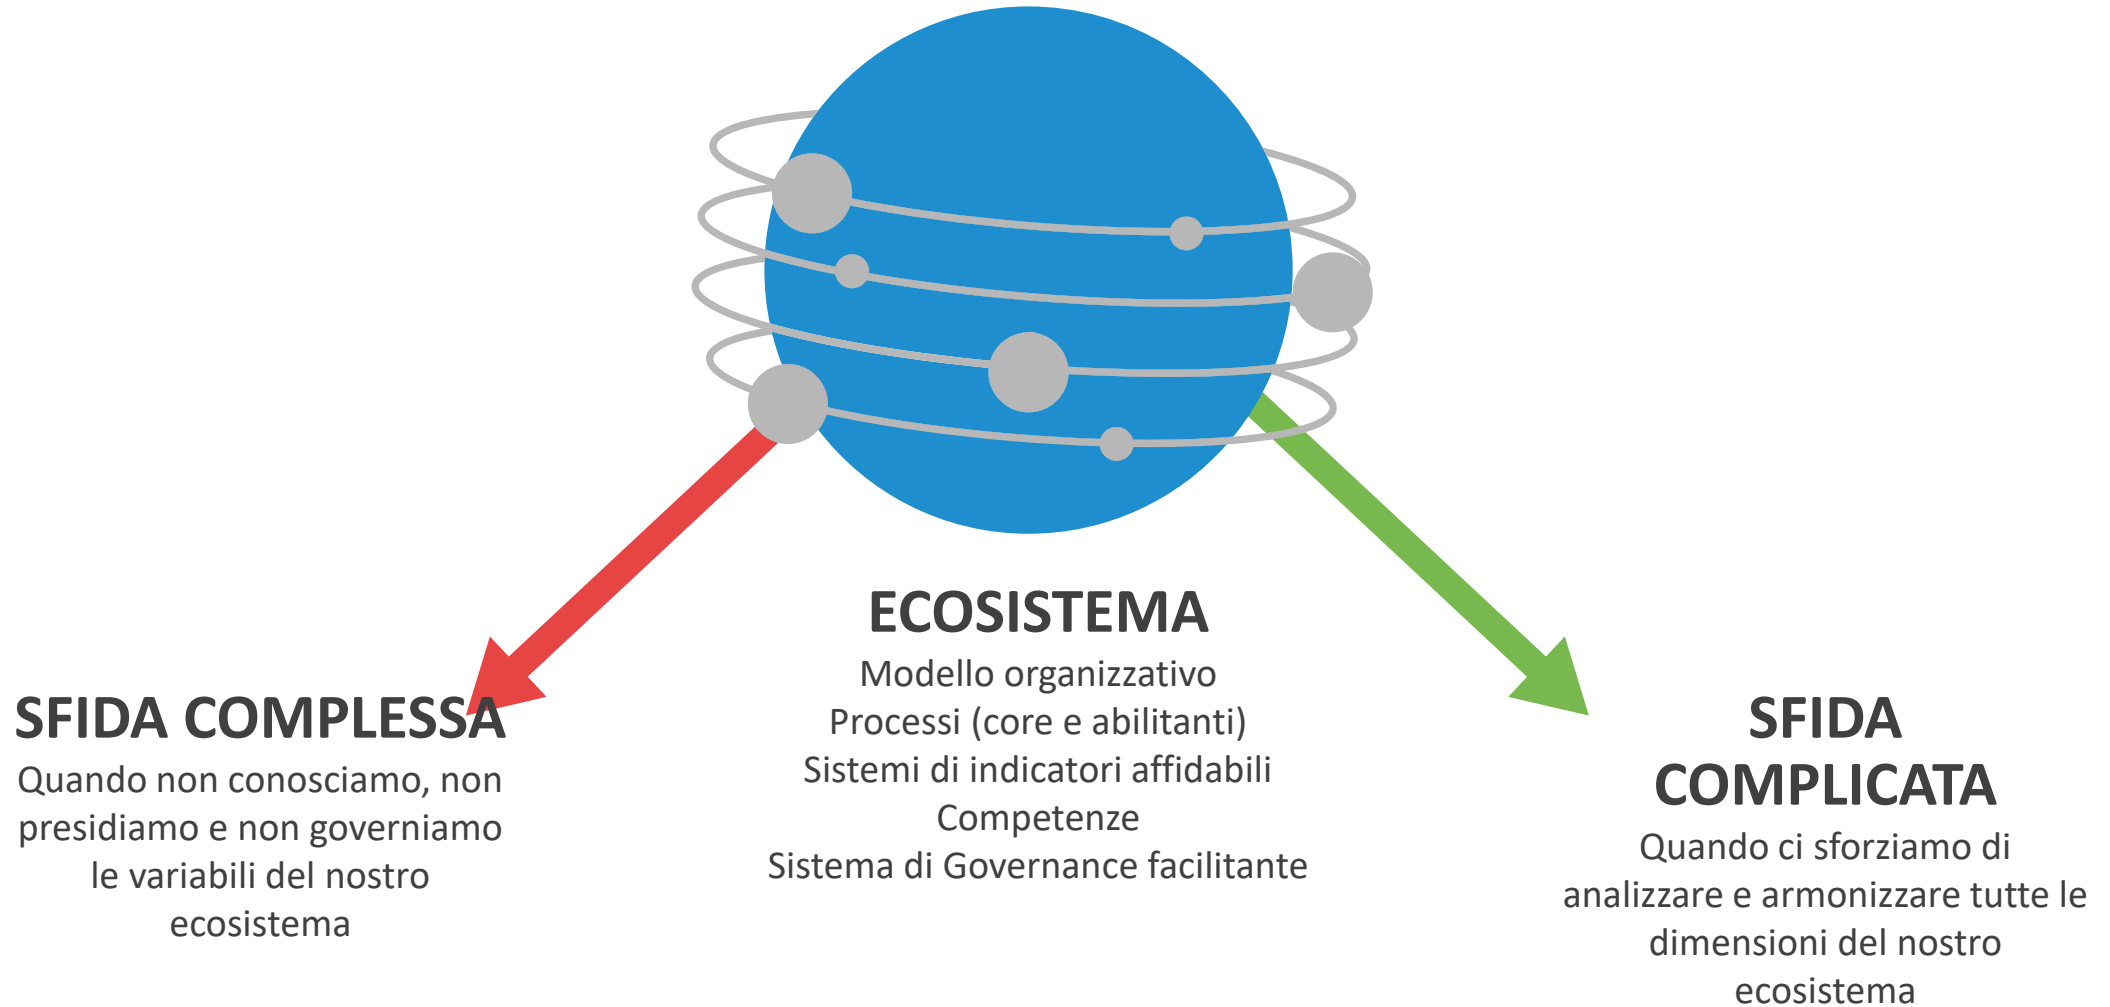 SFIDA COMPLESSA
Quando non conosciamo, non
presidiamo e non governiamo
le variabili del nostro
ecosistema
ECOSISTEMA
Modello organizzativo
Processi (core e abilitanti)
Sistemi di indicatori affidabili
Competenze
Sistema di Governance facilitante
SFIDA
COMPLICATA
Quando ci sforziamo di
analizzare e armonizzare tutte le
dimensioni del nostro
ecosistema